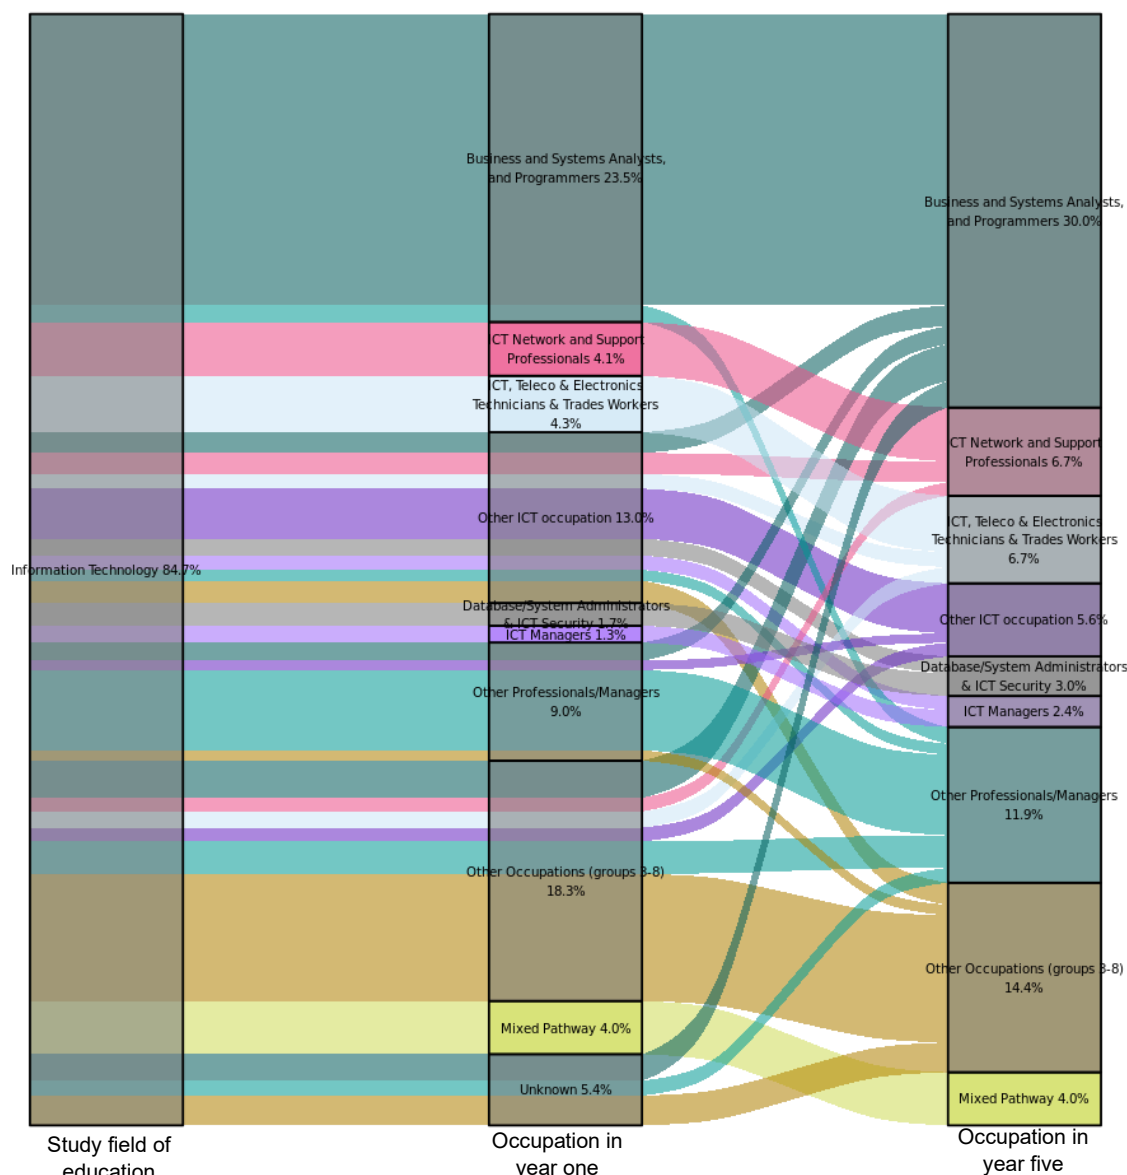 Information Technology 84.7%
Business and Systems Analysts,
and Programmers 23.5%
ICT Network and Support
Professionals 4.1%
ICT, Teleco & Electronics
Technicians & Trades Workers
4.3%
Other ICT occupation 13.0%
Database/System Administrators
& ICT Security 1.7%
ICT Managers 1.3%
Other Professionals/Managers
9.0%
Other Occupations (groups 3-8)
18.3%
Mixed Pathway 4.0%
Unknown 5.4%
Business and Systems Analysts,
and Programmers 30.0%
ICT Network and Support
Professionals 6.7%
ICT, Teleco & Electronics
Technicians & Trades Workers
6.7%
Other ICT occupation 5.6%
Database/System Administrators
& ICT Security 3.0%
ICT Managers 2.4%
Other Professionals/Managers
11.9%
Other Occupations (groups 3-8)
14.4%
Mixed Pathway 4.0%
Study field of
education
Occupation in
year one
Occupation in
year five